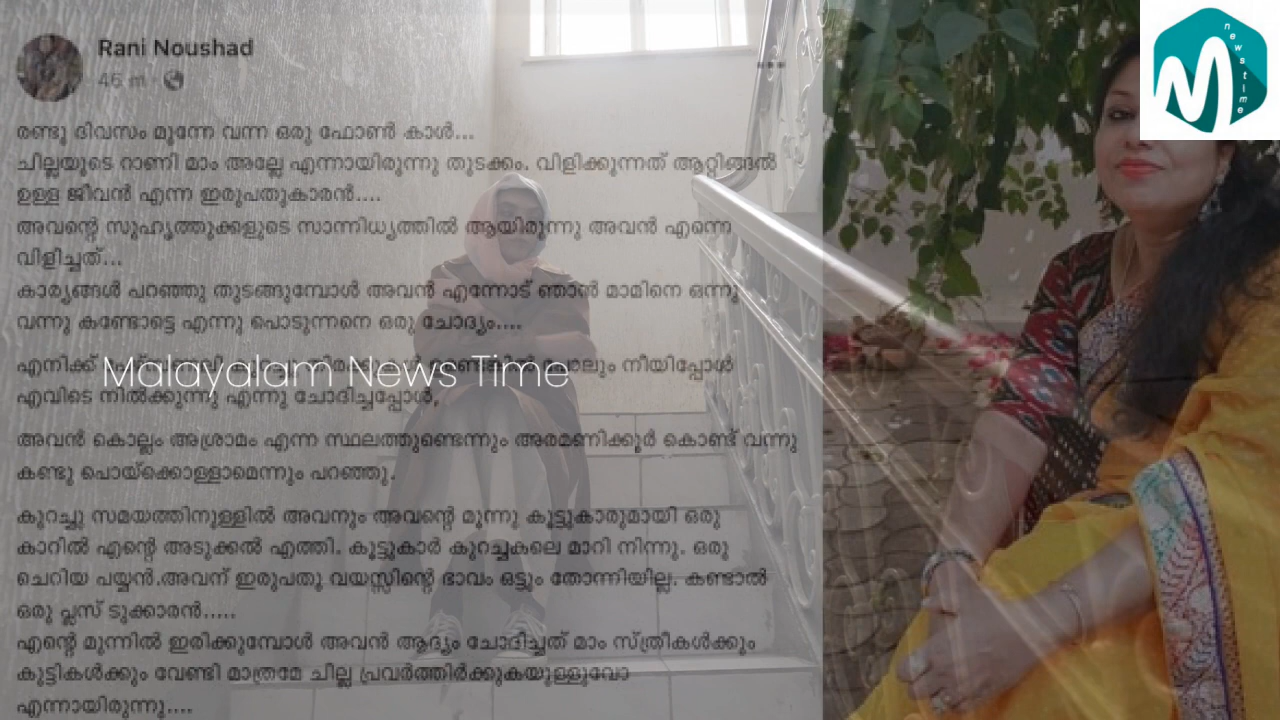 Rani Noushad
46 m
രണ്ടു ദിവസം മുന്നേ വന്ന ഒരു ഫോൺ കാൾ...
ചില്ലയുടെ റാണി മാം അല്ലേ എന്നായിരുന്നു തുടക്കം. വിളിക്കുന്നത് ആറ്റിങ്ങൽ
ഉള്ള ജീവൻ എന്ന ഇരുപതുകാരൻ....
അവന്റെ സുഹൃത്തുക്കളുടെ സാന്നിധ്യത്തിൽ ആയിരുന്നു അവൻ എന്നെ
വിളിച്ചത്...
കാര്യങ്ങൾ പറഞ്ഞു തുടങ്ങുമ്പോൾ അവൻ എന്നോട് ഞാൻ മാമിനെ ഒന്നു
വന്നു കണ്ടോട്ടെ എന്നു പൊടുന്നനെ ഒരു ചോദ്യം....
എനിക്ക് നീയിപ്പോൾ
Malayalam News Time
എവിടെ നിൽക്കുന്നു എന്നു ചോദിച്ചപ്പോൾ,
അവൻ കൊല്ലം അശ്രാമം എന്ന സ്ഥലത്തുണ്ടെന്നും അരമണിക്കൂർ കൊണ്ട് വന്നു
കണ്ടു പൊയ്ക്കൊള്ളാമെന്നും പറഞ്ഞു.
കുറച്ചു സമയത്തിനുള്ളിൽ അവനും അവന്റെ മൂന്നു കൂട്ടുകാരുമായി ഒരു
കാറിൽ എന്റെ അടുക്കൽ എത്തി. കൂട്ടുകാർ കുറച്ചകലെ മാറി നിന്നു. ഒരു
ചെറിയ പയ്യൻ.അവന് ഇരുപതു വയസ്സിന്റെ ഭാവം ഒട്ടും തോന്നിയില്ല. കണ്ടാൽ
ഒരു പ്ലസ് ടുക്കാരൻ.....
എന്റെ മുന്നിൽ ഇരിക്കുമ്പോൾ അവൻ ആദ്യം ചോദിച്ചത് മാം സ്ത്രീകൾക്കും
കുട്ടികൾക്കും വേണ്ടി മാത്രമേ ചില്ല പ്രവർത്തിർക്കുകയുള്ളുവോ
എന്നായിരുന്നു....
M newstime